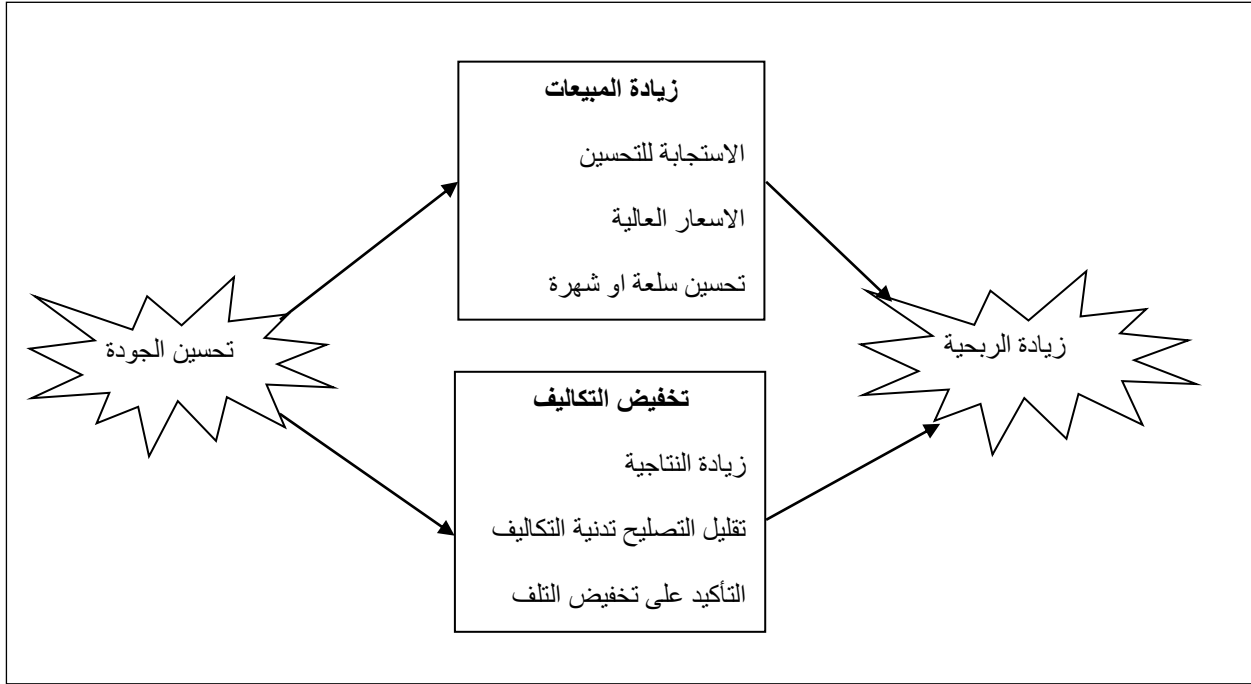 زيادة المبيعات
الاستجابة للتحسين
الاسعار العالية
تحسين سلعة او شهرة
تحسين الجودة
زيادة الربحية
تخفيض التكاليف
زيادة النتاجية
تقليل التصليح تدنية التكاليف
التأكيد على تخفيض التلف